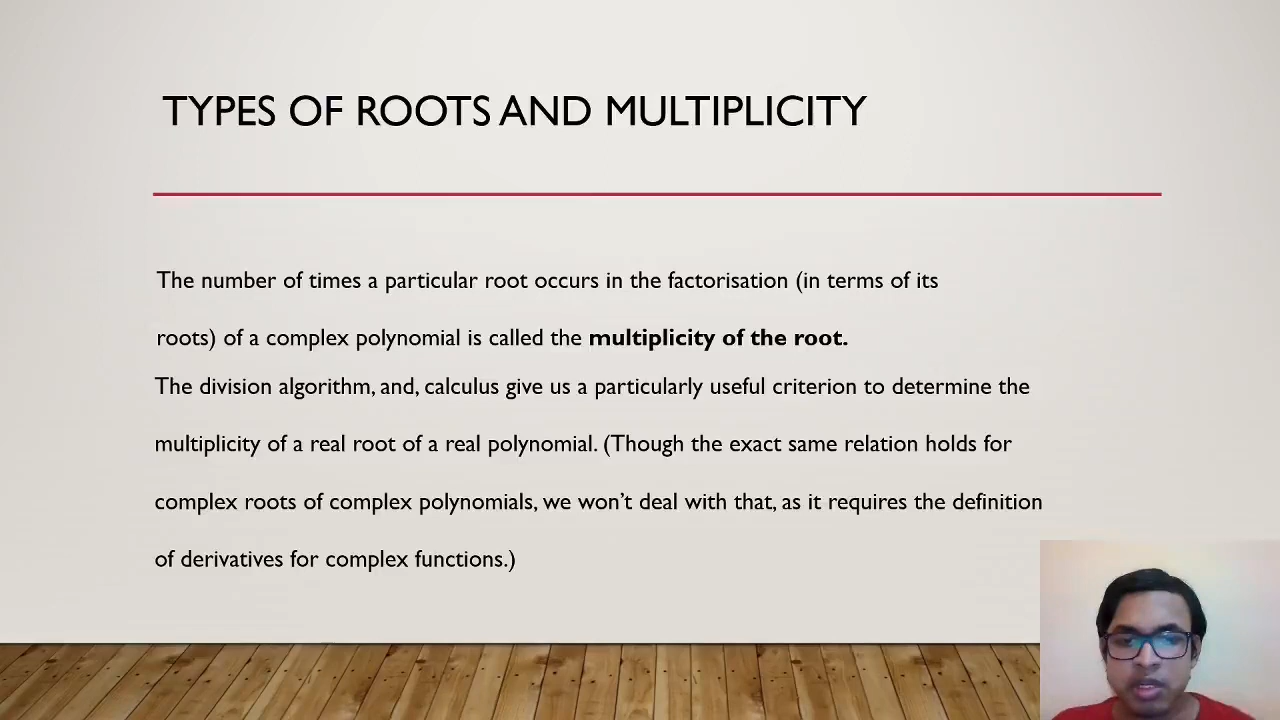 TYPES OF ROOTS AND MULTIPLICITY
The number of times a particular root occurs in the factorisation (in terms of its
roots) of a complex polynomial is called the multiplicity of the root.
The division algorithm, and, calculus give us a particularly useful criterion to determine the
multiplicity of a real root of a real polynomial. (Though the exact same relation holds for
complex roots of complex polynomials, we won't deal with that, as it requires the definition
of derivatives for complex functions.)